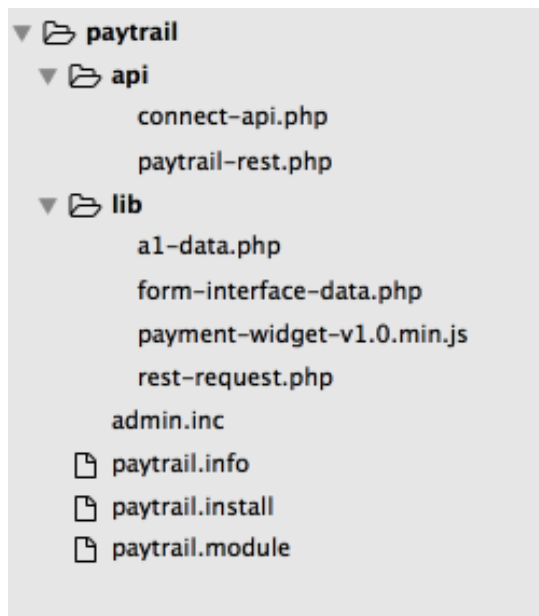 paytrail
api
connect-api.php
paytrail-rest.php
lib
a1-data.php
form-interface-data.php
payment-widget-v1.0.min.js
rest-request.php
admin.inc
paytrail.info
paytrail.install
paytrail.module